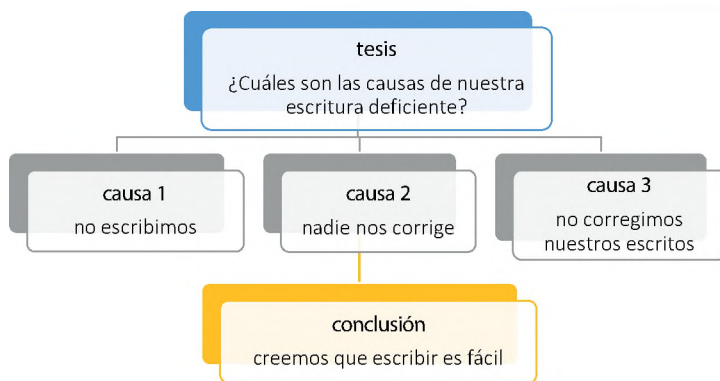 tesis
¿Cuáles son las causas de nuestra
escritura deficiente?
causa 1
no escribimos
causa 2
nadie nos corrige
causa 3
no corregimos
nuestros escritos
conclusión
creemos que escribir es fácil